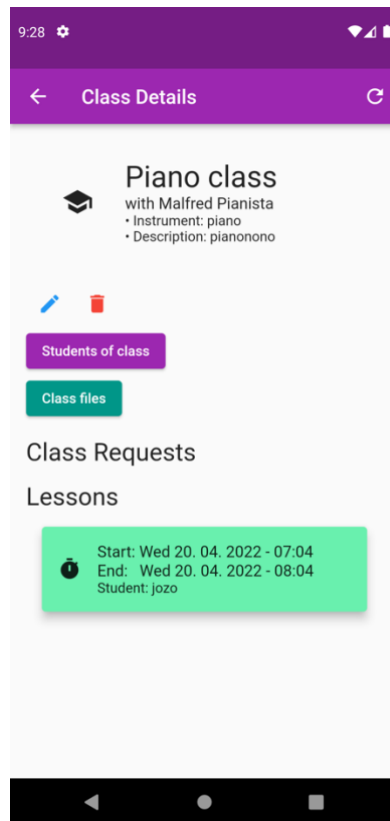 9:28
Class Details
Piano class
with Malfred Pianista
• Instrument: piano
• Description: pianonono
Students of class
Class files
Class Requests
Lessons
Start: Wed 20. 04. 2022 - 07:04
End: Wed 20. 04. 2022 - 08:04
Student: jozo